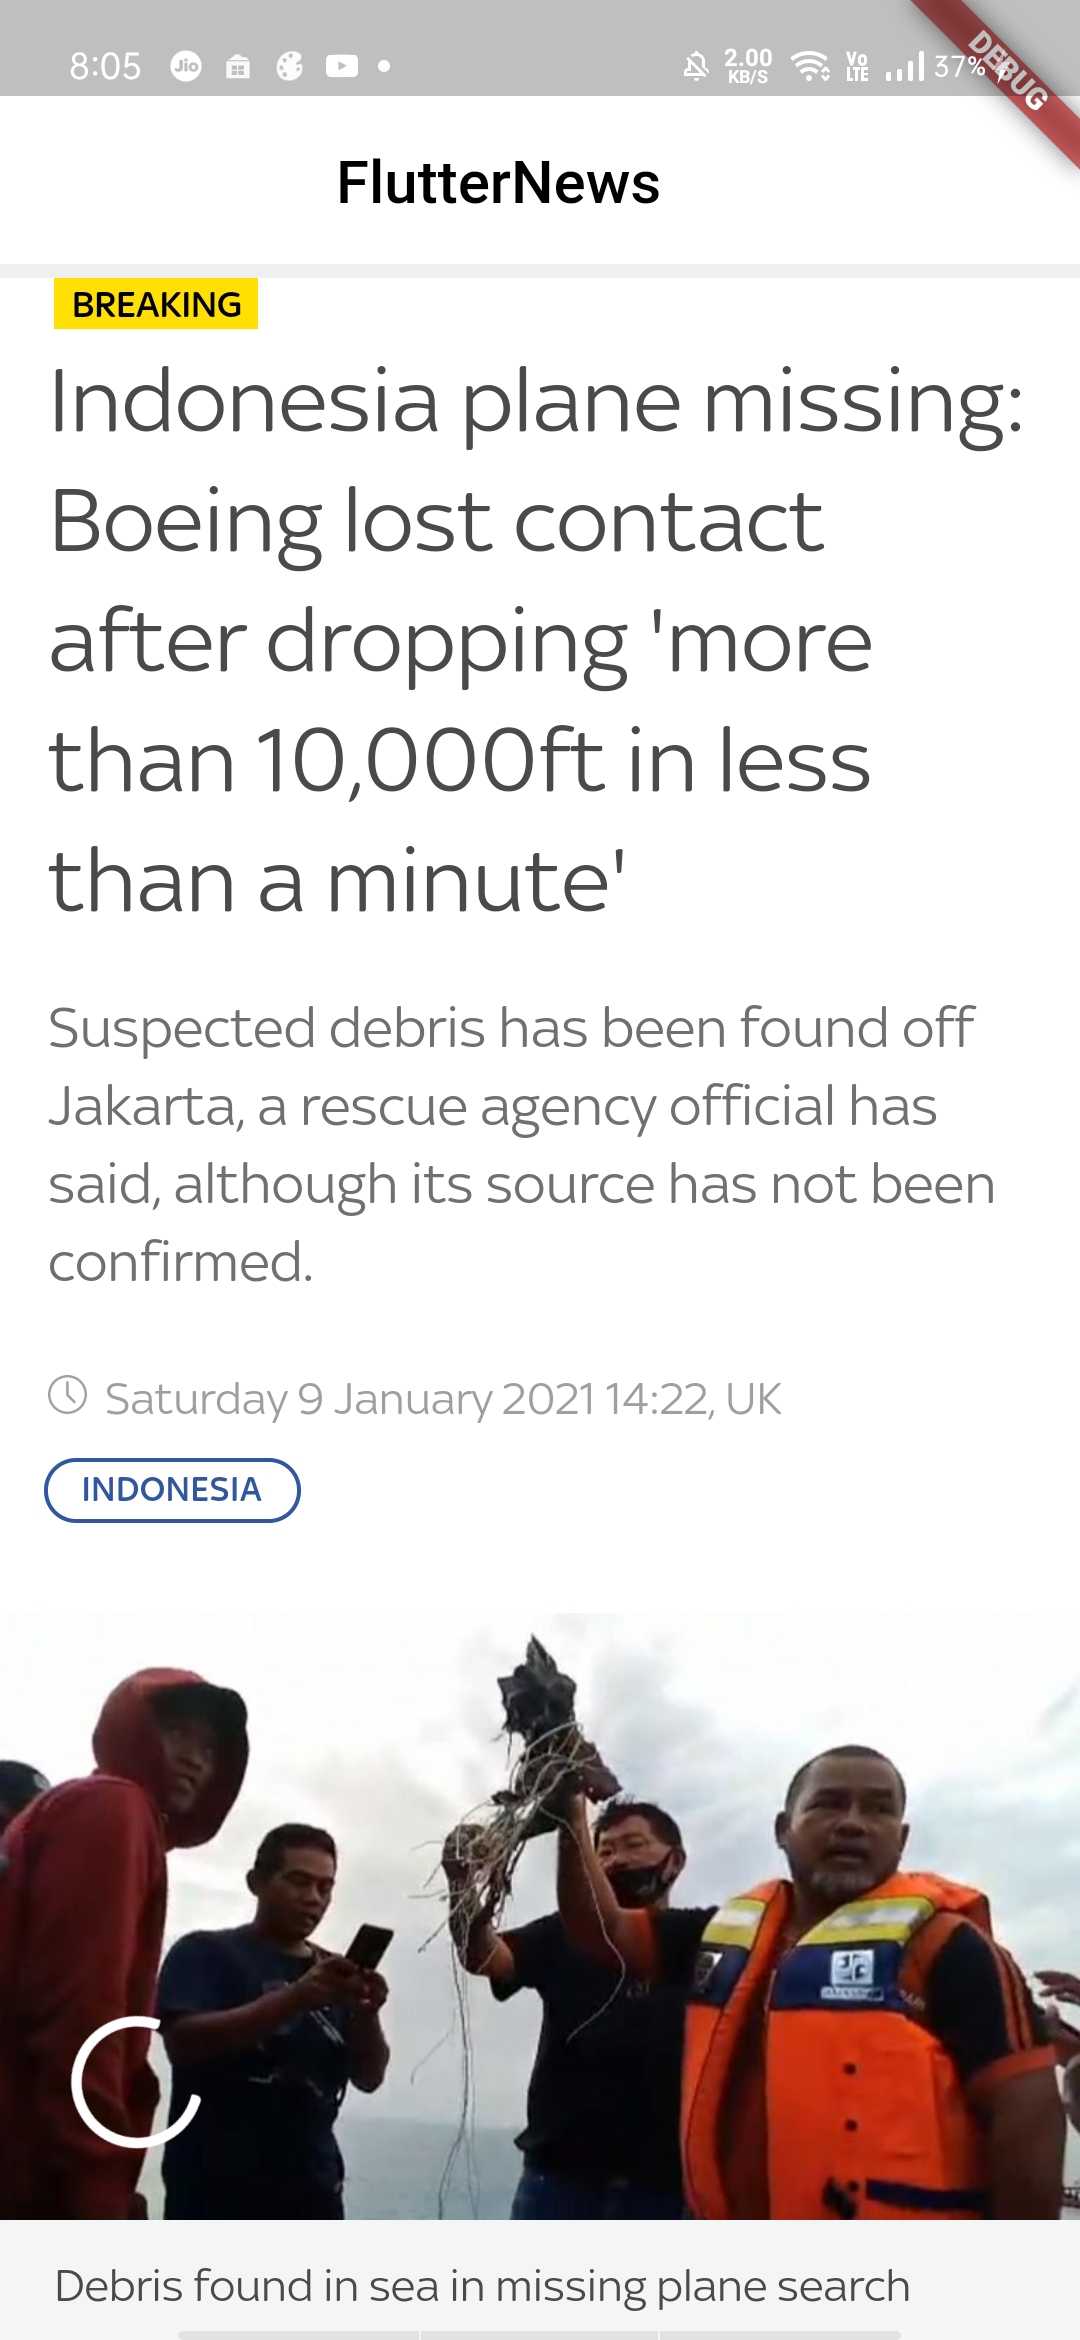 8:05 Jio 2.00 KB/S Vo LTE 37%
DEBUG
FlutterNews
BREAKING
Indonesia plane missing:
Boeing lost contact
after dropping 'more
than 10,000ft in less
than a minute'
Suspected debris has been found off
Jakarta, a rescue agency official has
said, although its source has not been
confirmed.
Saturday 9 January 2021 14:22, UK
INDONESIA
Debris found in sea in missing plane search